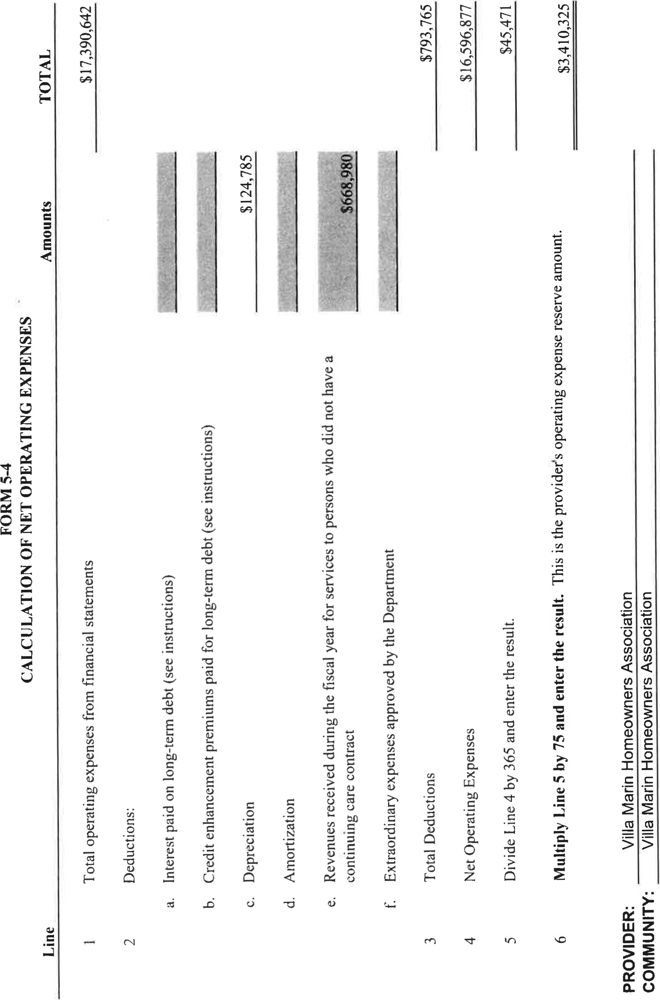 FORM 5-4
CALCULATION OF NET OPERATING EXPENSES
Line Amounts TOTAL
1 Total operating expenses from financial statements $17,390,642
2 Deductions:
a. Interest paid on long-term debt (see instructions)
b. Credit enhancement premiums paid for long-term debt (see instructions)
c. Depreciation $124,785
d. Amortization
e. Revenues received during the fiscal year for services to persons who did not have a
continuing care contract $668,980
f. Extraordinary expenses approved by the Department
3 Total Deductions $793,765
4 Net Operating Expenses $16,596,877
5 Divide Line 4 by 365 and enter the result. $45,471
6 Multiply Line 5 by 75 and enter the result. This is the provider's operating expense reserve amount. $3,410,325
PROVIDER: Villa Marin Homeowners Association
COMMUNITY: Villa Marin Homeowners Association